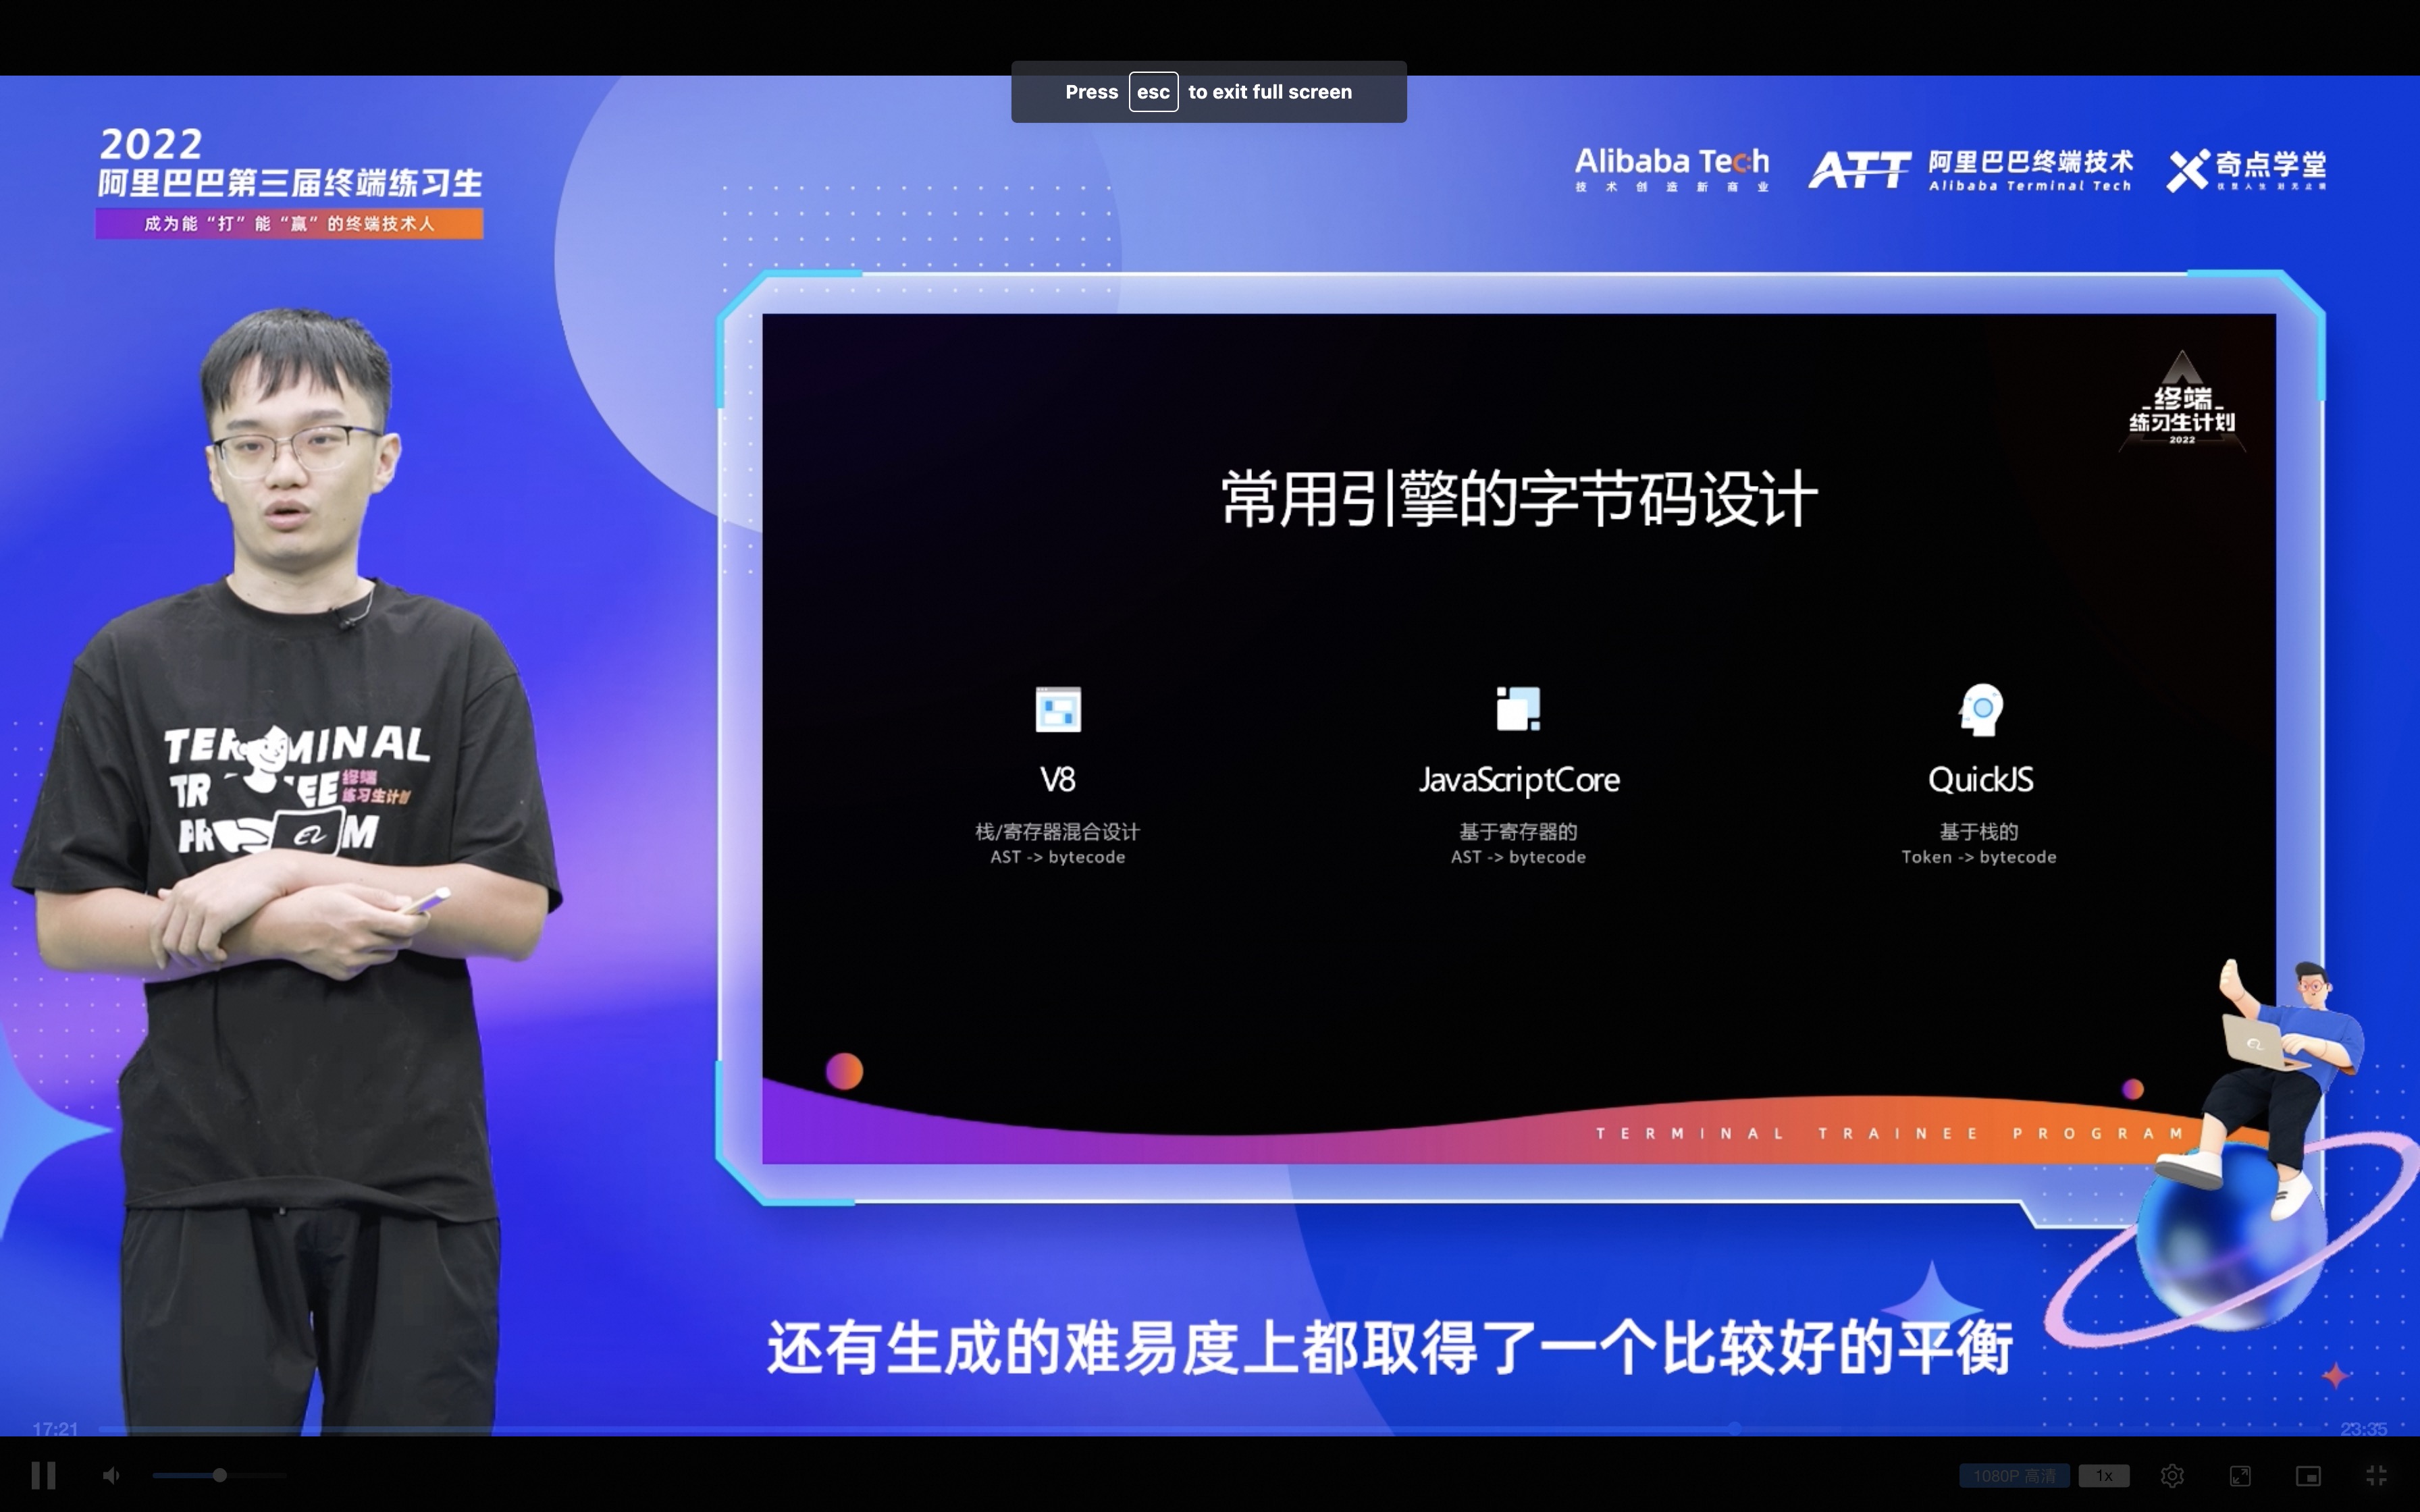 Press esc to exit full screen
2022
阿里巴巴第三届终端练习生
成为能“打”能“赢”的终端技术人
Alibaba Tech
技术创造新商业
ATT 阿里巴巴终端技术
Alibaba Terminal Tech
奇点学堂
终端
练习生计划
2022
常用引擎的字节码设计
V8
栈/寄存器混合设计
AST -> bytecode
JavaScriptCore
基于寄存器的
AST -> bytecode
QuickJS
基于栈的
Token -> bytecode
TERMINAL
终端
练习生计划
TERMINAL TRAINEE PROGRAM
还有生成的难易度上都取得了一个比较好的平衡
17:21
23:35
1080P 高清
1x